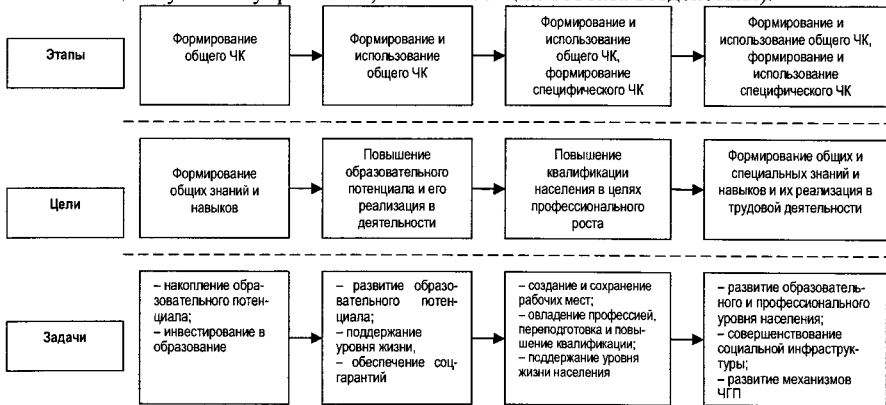 Этапы
Формирование
общего ЧК
Формирование и
использование
общего ЧК
Формирование и
использование
общего ЧК,
формирование
специфического ЧК
Формирование и
использование общего ЧК,
формирование и
использование
специфического ЧК
Цели
Формирование
общих знаний и
навыков
Повышение
образовательного
потенциала и его
реализация в
деятельности
Повышение
квалификации
населения в целях
профессионального
роста
Формирование общих и
специальных знаний и
навыков и их реализация в
трудовой деятельности
Задачи
– накопление обра-
зовательного потен-
циала;
– инвестирование в
образование
– развитие образо-
вательного потен-
циала;
– поддержание
уровня жизни,
– обеспечение соц-
гарантий
– создание и сохранение
рабочих мест;
– овладение профессией,
переподготовка и повы-
шение квалификации;
– поддержание уровня
жизни населения
– развитие образователь-
ного и профессионального
уровня населения;
– совершенствование
социальной инфраструк-
туры;
– развитие механизмов
ЧГП